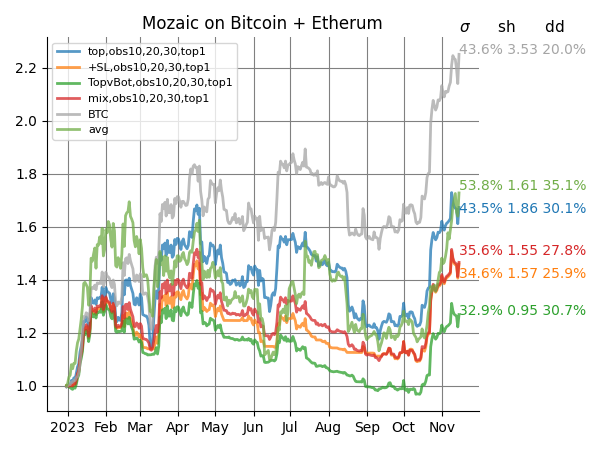 Mozaic on Bitcoin + Etherum
σ sh dd
43.6% 3.53 20.0%
top,obs10,20,30,top1
+SL,obs10,20,30,top1
TopvBot,obs10,20,30,top1
mix,obs10,20,30,top1
BTC
avg
53.8% 1.61 35.1%
43.5% 1.86 30.1%
35.6% 1.55 27.8%
34.6% 1.57 25.9%
32.9% 0.95 30.7%
2.2
2.0
1.8
1.6
1.4
1.2
1.0
2023 Feb Mar Apr May Jun Jul Aug Sep Oct Nov